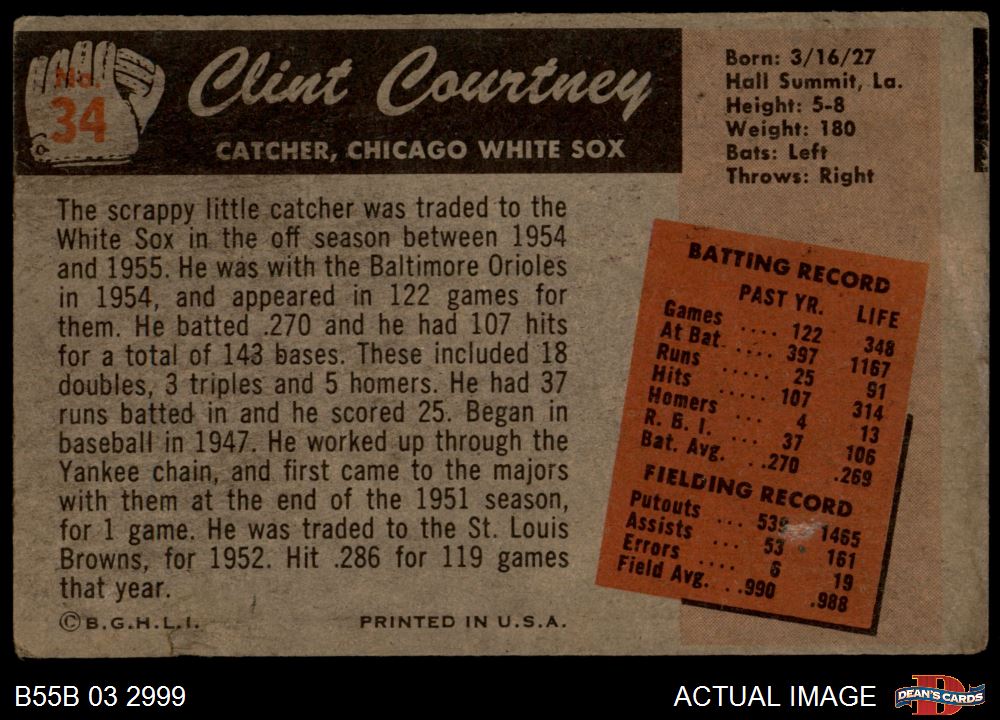 No.
34
Clint Courtney
CATCHER, CHICAGO WHITE SOX
Born: 3/16/27
Hall Summit, La.
Height: 5-8
Weight: 180
Bats: Left
Throws: Right
The scrappy little catcher was traded to the
White Sox in the off season between 1954
and 1955. He was with the Baltimore Orioles
in 1954, and appeared in 122 games for
them. He batted .270 and he had 107 hits
for a total of 143 bases. These included 18
doubles, 3 triples and 5 homers. He had 37
runs batted in and he scored 25. Began in
baseball in 1947. He worked up through the
Yankee chain, and first came to the majors
with them at the end of the 1951 season,
for 1 game. He was traded to the St. Louis
Browns, for 1952. Hit .286 for 119 games
that year.
©B.G.H.L.I. PRINTED IN U.S.A.
BATTING RECORD
PAST YR. LIFE
Games .... 122 348
At Bat .... 397 1167
Runs ..... 25 91
Hits ..... 107 314
Homers ... 4 13
R. B. I. ... 37 106
Bat. Avg. ..270 .269
FIELDING RECORD
Putouts ... 1465
Assists ... 53 161
Errors .... 6 19
Field Avg. ..990 .988
B55B 03 2999
ACTUAL IMAGE
DEAN'S CARDS